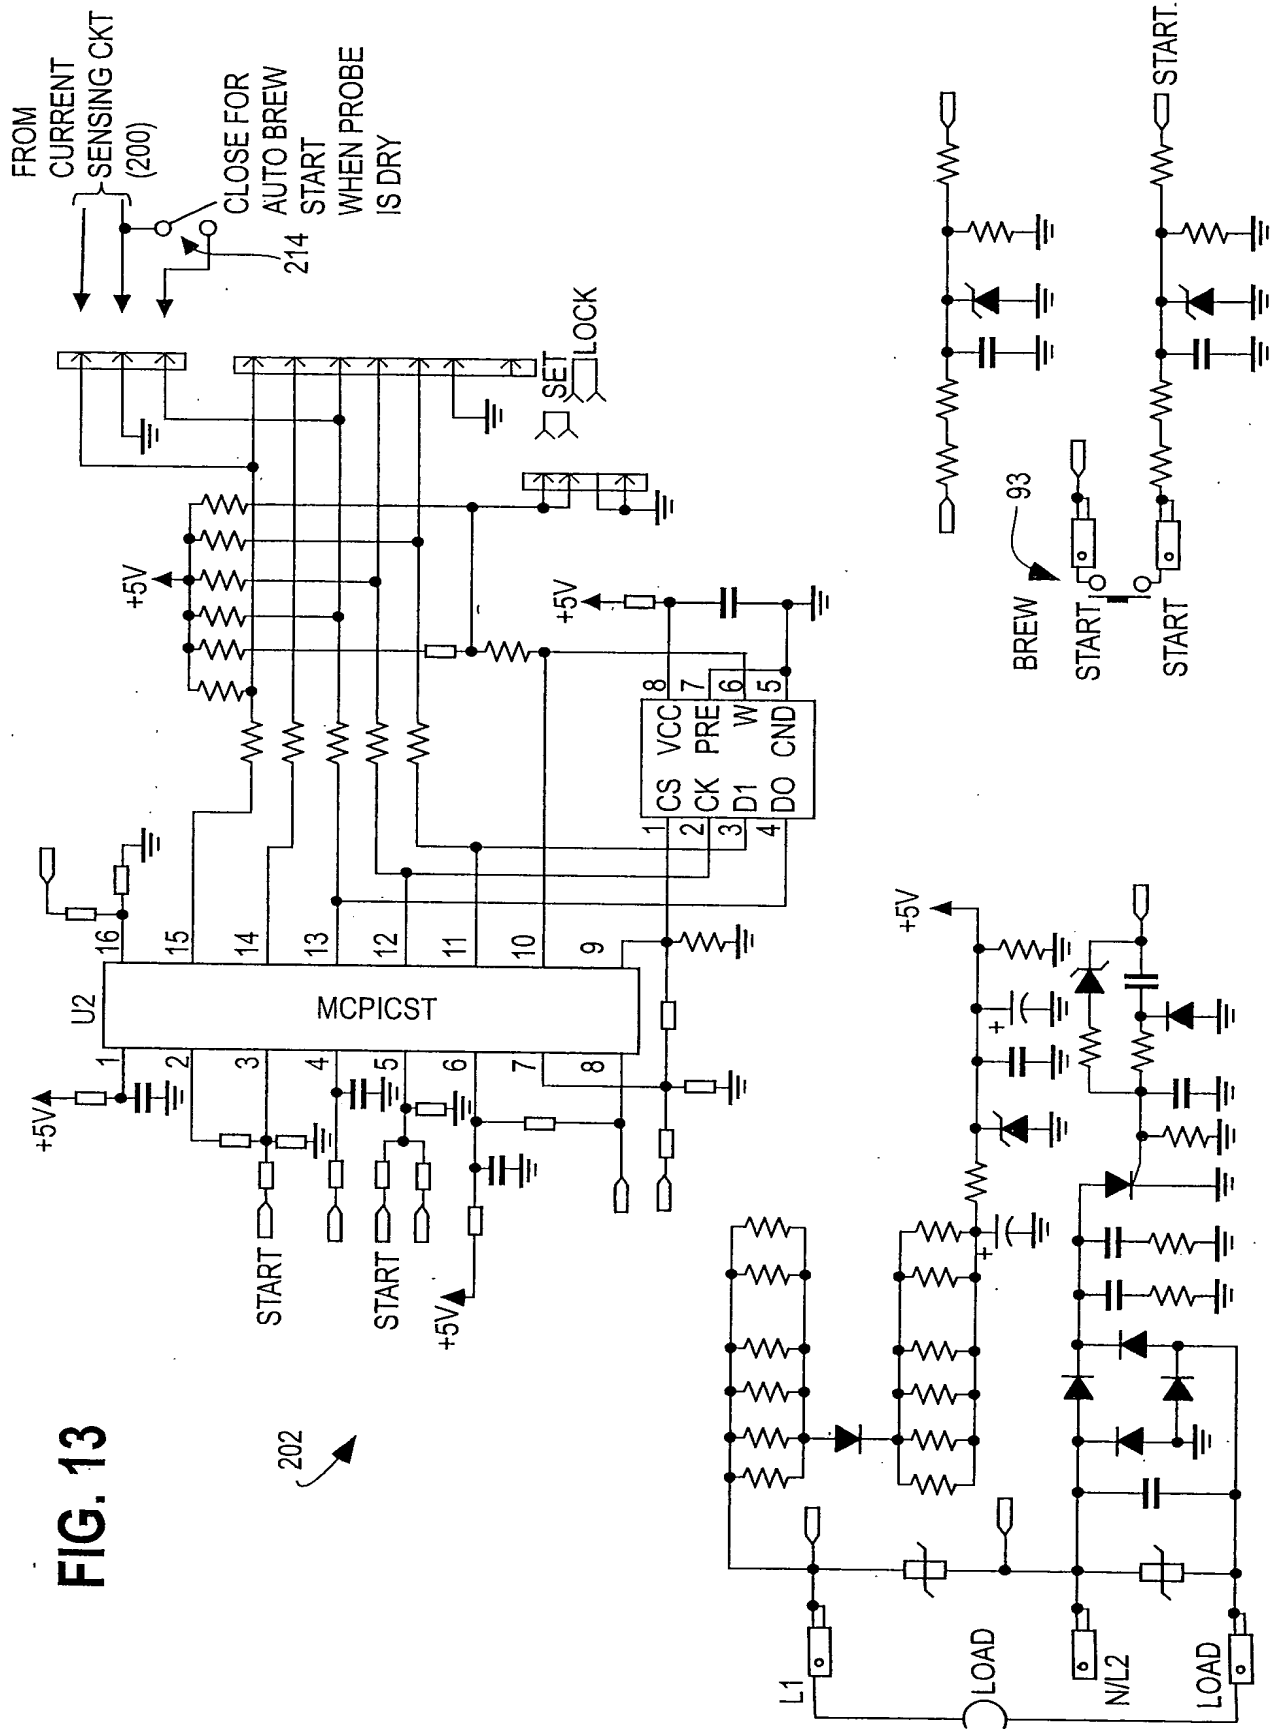 FIG. 13
202
FROM
CURRENT
SENSING CKT
(200)
CLOSE FOR
AUTO BREW
START
WHEN PROBE
IS DRY
214
+5V
SET
LOCK
U2
MCPICST
16
15
14
13
12
11
10
9
1
2
3
4
5
6
7
8
+5V
START
START
+5V
+5V
8
7
6
5
VCC
PRE
W
CND
CS
CK
D1
DO
1
2
3
4
BREW
93
START
START
START.
+5V
+
+
L1
LOAD
N/L2
LOAD